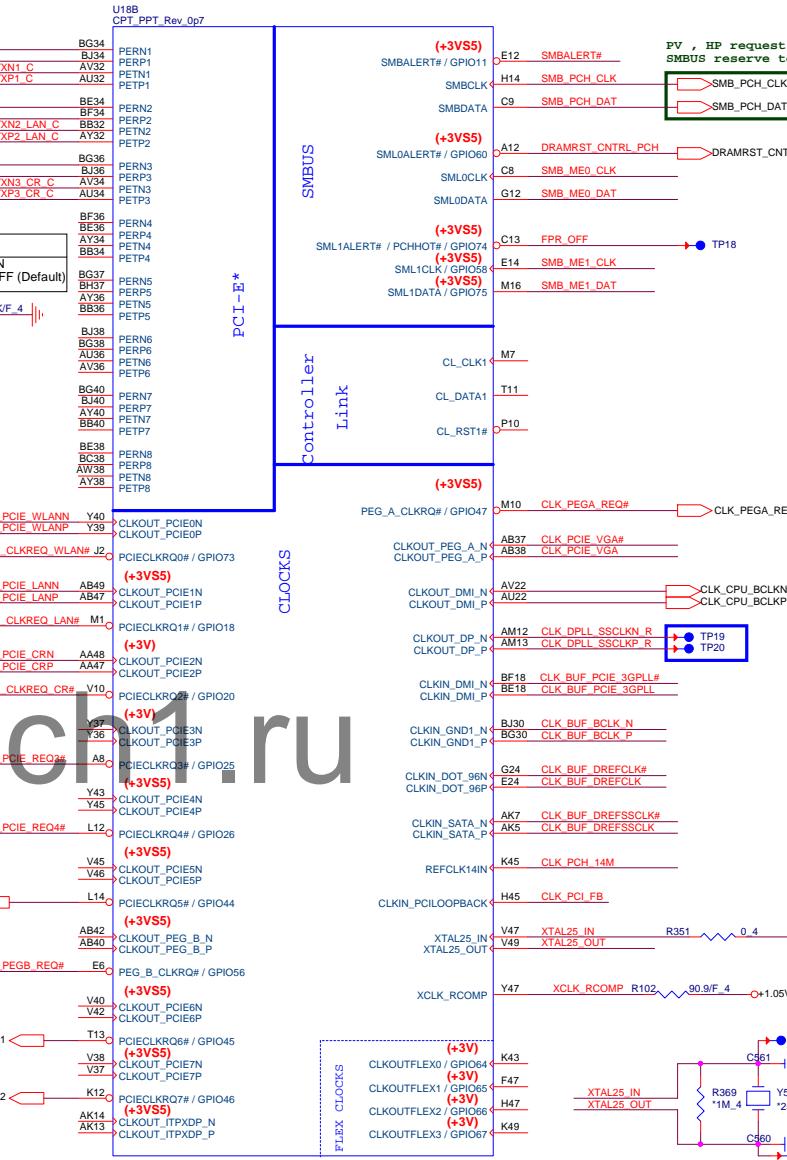 U18B
CPT_PPT_Rev_0p7
PV , HP request
SMBUS reserve t
BG34 PERN1
BJ34 PERP1
XN1_C AV32 PETN1
XP1_C AU32 PETP1
BE34 PERN2
BF34 PERP2
XN2_LAN_C BB32 PETN2
XP2_LAN_C AY32 PETP2
BG36 PERN3
BJ36 PERP3
XN3_CR_C AV34 PETN3
XP3_CR_C AU34 PETP3
BF36 PERN4
BE36 PERP4
AY34 PETN4
BB34 PETP4
N
FF (Default)
BG37 PERN5
BH37 PERP5
AY36 PETN5
BB36 PETP5
/F_4
BJ38 PERN6
BG38 PERP6
AU36 PETN6
AV36 PETP6
BG40 PERN7
BJ40 PERP7
AY40 PETN7
BB40 PETP7
BE38 PERN8
BC38 PERP8
AW38 PETN8
AY38 PETP8
PCI-E*
SMBUS
(+3VS5)
SMBALERT# / GPIO11 E12 SMBALERT#
SMBCLK H14 SMB_PCH_CLK SMB_PCH_CLK
SMBDATA C9 SMB_PCH_DAT SMB_PCH_DAT
(+3VS5)
SML0ALERT# / GPIO60 A12 DRAMRST_CNTRL_PCH DRAMRST_CNT
SML0CLK C8 SMB_ME0_CLK
SML0DATA G12 SMB_ME0_DAT
(+3VS5)
SML1ALERT# / PCHHOT# / GPIO74 C13 FPR_OFF TP18
(+3VS5)
SML1CLK / GPIO58 E14 SMB_ME1_CLK
(+3VS5)
SML1DATA / GPIO75 M16 SMB_ME1_DAT
Controller
Link
CL_CLK1 M7
CL_DATA1 T11
CL_RST1# P10
CLOCKS
PCIE_WLANN Y40 CLKOUT_PCIE0N
PCIE_WLANP Y39 CLKOUT_PCIE0P
CLKREQ_WLAN# J2 PCIECLKRQ0# / GPIO73
(+3VS5)
PCIE_LANN AB49 CLKOUT_PCIE1N
PCIE_LANP AB47 CLKOUT_PCIE1P
CLKREQ_LAN# M1 PCIECLKRQ1# / GPIO18
(+3V)
PCIE_CRN AA48 CLKOUT_PCIE2N
PCIE_CRP AA47 CLKOUT_PCIE2P
CLKREQ_CR# V10 PCIECLKRQ2# / GPIO20
(+3V)
Y37 CLKOUT_PCIE3N
Y36 CLKOUT_PCIE3P
PCIE_REQ3# A8 PCIECLKRQ3# / GPIO25
(+3VS5)
Y43 CLKOUT_PCIE4N
Y45 CLKOUT_PCIE4P
PCIE_REQ4# L12 PCIECLKRQ4# / GPIO26
(+3VS5)
V45 CLKOUT_PCIE5N
V46 CLKOUT_PCIE5P
L14 PCIECLKRQ5# / GPIO44
(+3VS5)
AB42 CLKOUT_PEG_B_N
AB40 CLKOUT_PEG_B_P
PEGB_REQ# E6 PEG_B_CLKRQ# / GPIO56
(+3VS5)
V40 CLKOUT_PCIE6N
V42 CLKOUT_PCIE6P
1 T13 PCIECLKRQ6# / GPIO45
(+3VS5)
V38 CLKOUT_PCIE7N
V37 CLKOUT_PCIE7P
2 K12 PCIECLKRQ7# / GPIO46
(+3VS5)
AK14 CLKOUT_ITPXDP_N
AK13 CLKOUT_ITPXDP_P
(+3VS5)
PEG_A_CLKRQ# / GPIO47 M10 CLK_PEGA_REQ# CLK_PEGA_RE
CLKOUT_PEG_A_N AB37 CLK_PCIE_VGA#
CLKOUT_PEG_A_P AB38 CLK_PCIE_VGA
CLKOUT_DMI_N AV22 CLK_CPU_BCLKN
CLKOUT_DMI_P AU22 CLK_CPU_BCLKP
CLKOUT_DP_N AM12 CLK_DPLL_SSCLKN_R TP19
CLKOUT_DP_P AM13 CLK_DPLL_SSCLKP_R TP20
CLKIN_DMI_N BF18 CLK_BUF_PCIE_3GPLL#
CLKIN_DMI_P BE18 CLK_BUF_PCIE_3GPLL
CLKIN_GND1_N BJ30 CLK_BUF_BCLK_N
CLKIN_GND1_P BG30 CLK_BUF_BCLK_P
CLKIN_DOT_96N G24 CLK_BUF_DREFCLK#
CLKIN_DOT_96P E24 CLK_BUF_DREFCLK
CLKIN_SATA_N AK7 CLK_BUF_DREFSSCLK#
CLKIN_SATA_P AK5 CLK_BUF_DREFSSCLK
REFCLK14IN K45 CLK_PCH_14M
CLKIN_PCILOOPBACK H45 CLK_PCI_FB
XTAL25_IN V47 XTAL25_IN R351 0_4
XTAL25_OUT V49 XTAL25_OUT
XCLK_RCOMP Y47 XCLK_RCOMP R102 90.9/F_4 +1.05V
FLEX CLOCKS
(+3V)
CLKOUTFLEX0 / GPIO64 K43
(+3V)
CLKOUTFLEX1 / GPIO65 F47
(+3V)
CLKOUTFLEX2 / GPIO66 H47
(+3V)
CLKOUTFLEX3 / GPIO67 K49
C561
XTAL25_IN
XTAL25_OUT
R369
*1M_4
Y5
*2
C560
ch1.ru